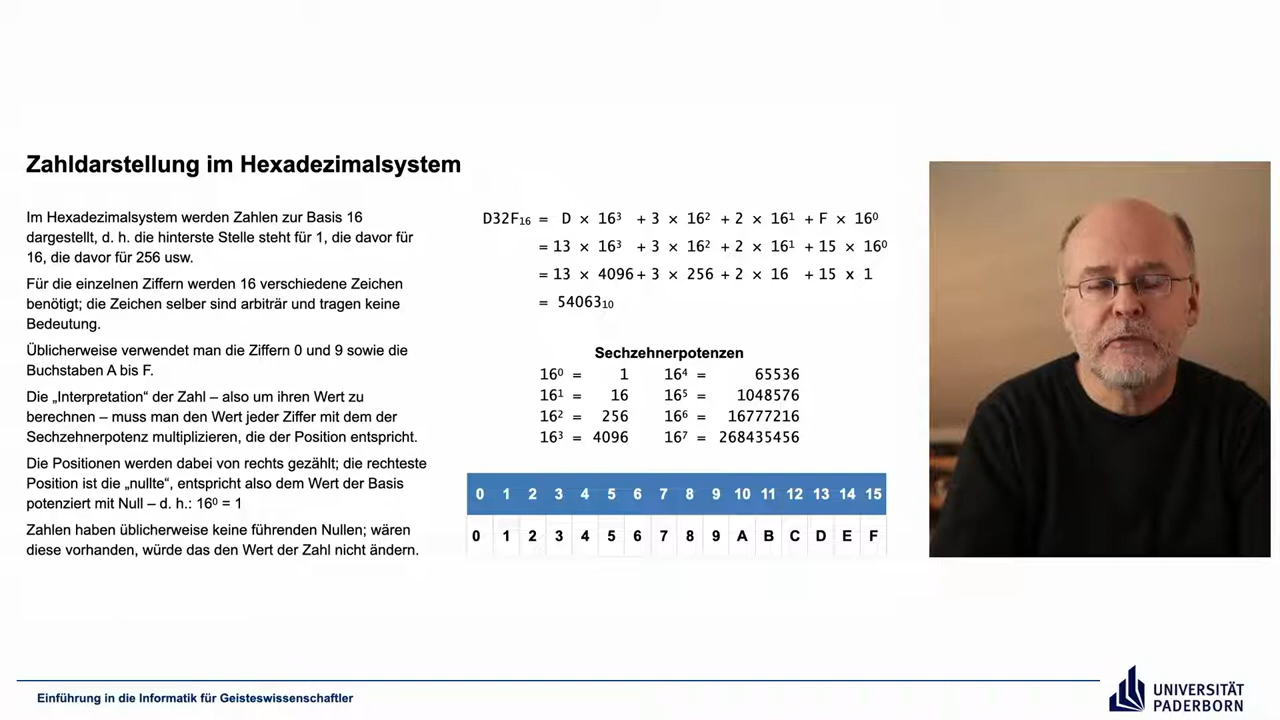 Zahldarstellung im Hexadezimalsystem
Im Hexadezimalsystem werden Zahlen zur Basis 16
dargestellt, d. h. die hinterste Stelle steht für 1, die davor für
16, die davor für 256 usw.
Für die einzelnen Ziffern werden 16 verschiedene Zeichen
benötigt; die Zeichen selber sind arbiträr und tragen keine
Bedeutung.
Üblicherweise verwendet man die Ziffern 0 und 9 sowie die
Buchstaben A bis F.
Die „Interpretation“ der Zahl – also um ihren Wert zu
berechnen – muss man den Wert jeder Ziffer mit dem der
Sechzehnerpotenz multiplizieren, die der Position entspricht.
Die Positionen werden dabei von rechts gezählt; die rechteste
Position ist die „nullte“, entspricht also dem Wert der Basis
potenziert mit Null – d. h.: 16⁰ = 1
Zahlen haben üblicherweise keine führenden Nullen; wären
diese vorhanden, würde das den Wert der Zahl nicht ändern.
D32F₁₆ = D × 16³ + 3 × 16² + 2 × 16¹ + F × 16⁰
= 13 × 16³ + 3 × 16² + 2 × 16¹ + 15 × 16⁰
= 13 × 4096 + 3 × 256 + 2 × 16 + 15 x 1
= 54063₁₀
Sechzehnerpotenzen
16⁰ = 1 16⁴ = 65536
16¹ = 16 16⁵ = 1048576
16² = 256 16⁶ = 16777216
16³ = 4096 16⁷ = 268435456
0 1 2 3 4 5 6 7 8 9 10 11 12 13 14 15
0 1 2 3 4 5 6 7 8 9 A B C D E F
Einführung in die Informatik für Geisteswissenschaftler
UNIVERSITÄT
PADERBORN